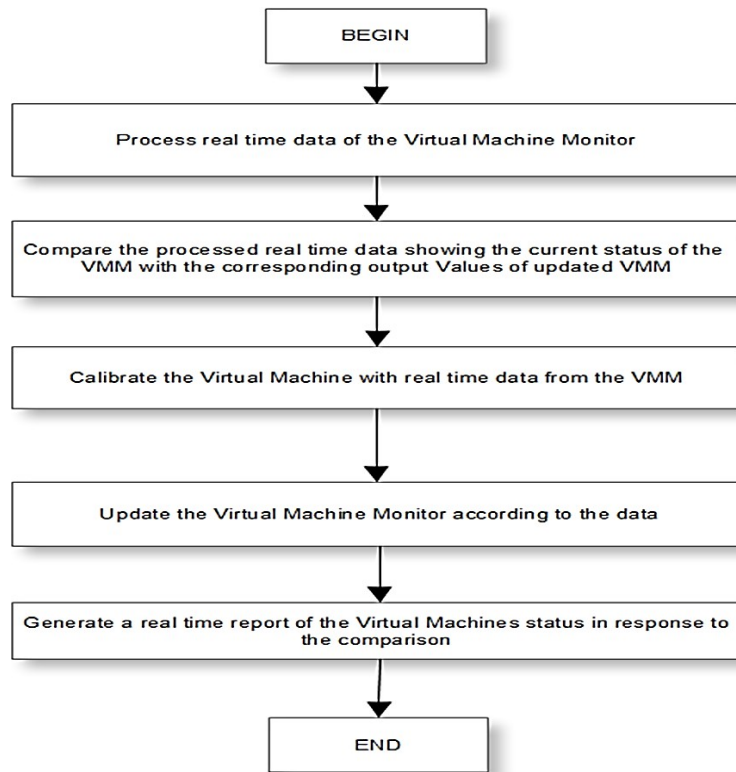 BEGIN
Process real time data of the Virtual Machine Monitor
Compare the processed real time data showing the current status of the
VMM with the corresponding output Values of updated VMM
Calibrate the Virtual Machine with real time data from the VMM
Update the Virtual Machine Monitor according to the data
Generate a real time report of the Virtual Machines status in response to
the comparison
END